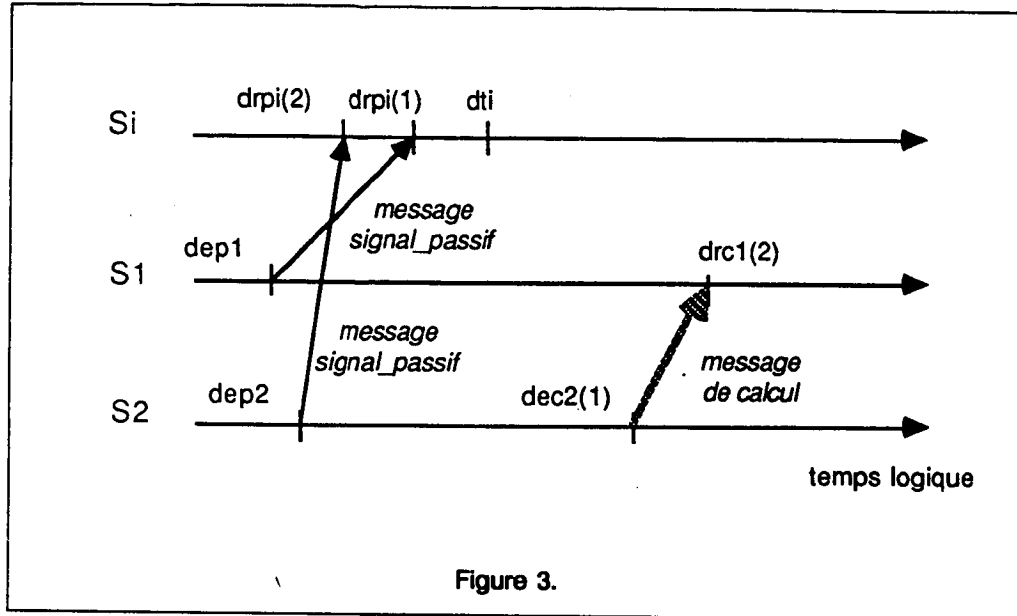 drpi(2) drpi(1) dti
Si
message
signal_passif
dep1
drc1(2)
S1
message
signal_passif
message
de calcul
dep2
dec2(1)
S2
temps logique
Figure 3.